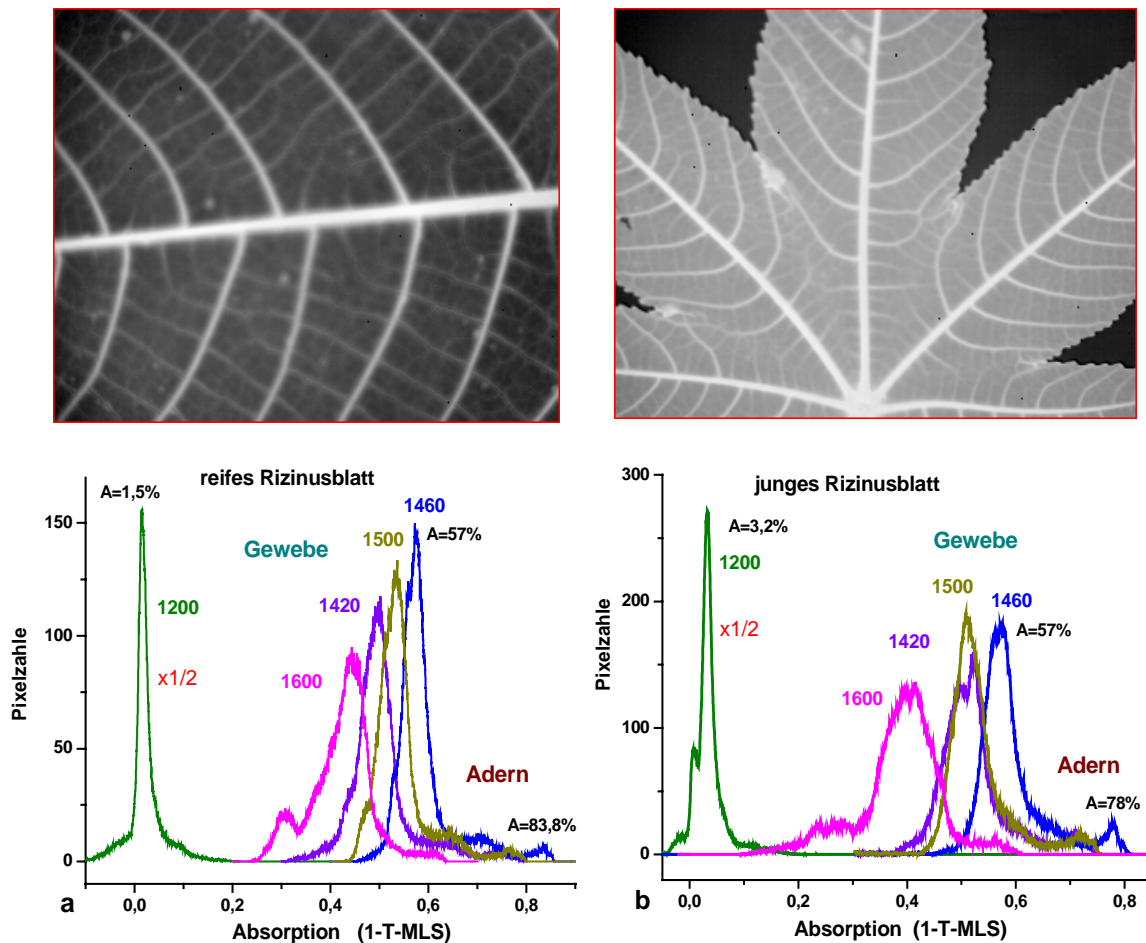 reifes Rizinusblatt
A=1,5%
1460
1500
A=57%
Gewebe
1420
1200
x1/2
1600
Adern
A=83,8%
Pixelzahle
150
100
50
0
0,0 0,2 0,4 0,6 0,8
a
Absorption (1-T-MLS)
junges Rizinusblatt
A=3,2%
1200
Gewebe
1500
1460
x1/2
1420
A=57%
1600
Adern
A=78%
Pixelzahle
300
200
100
0
0,0 0,2 0,4 0,6 0,8
b
Absorption (1-T-MLS)